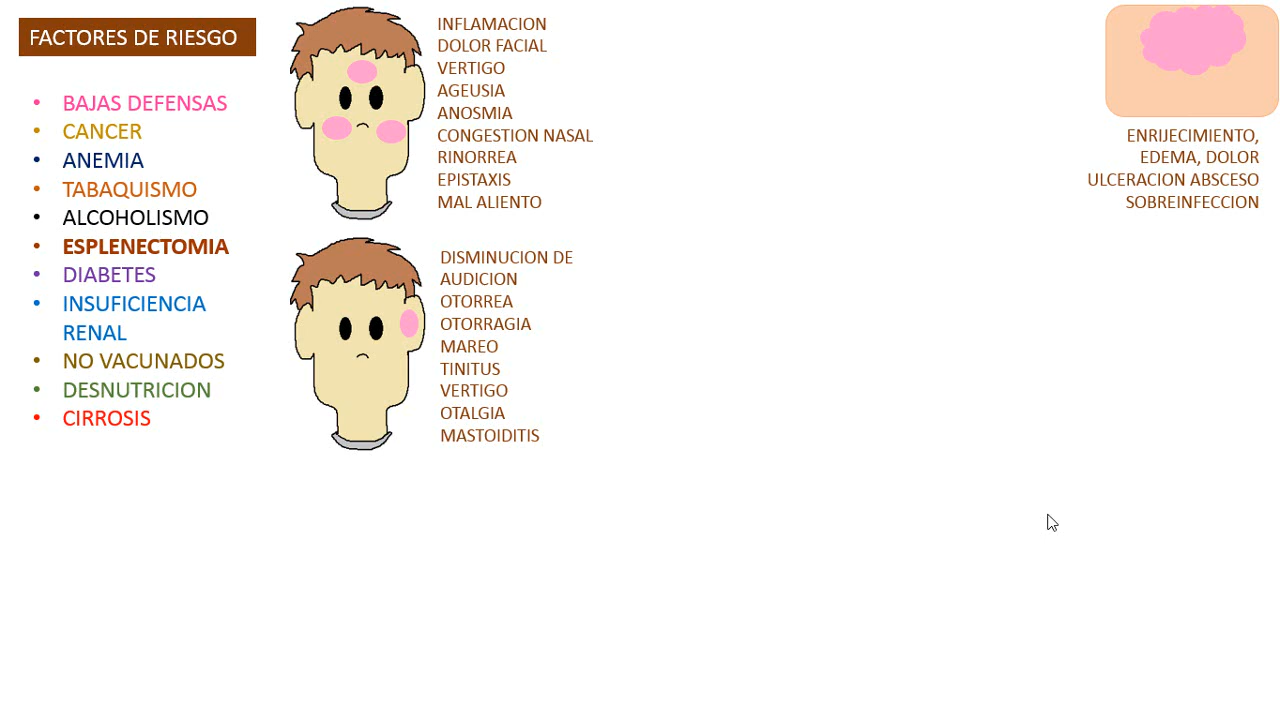 FACTORES DE RIESGO
• BAJAS DEFENSAS
• CANCER
• ANEMIA
• TABAQUISMO
• ALCOHOLISMO
• ESPLENECTOMIA
• DIABETES
• INSUFICIENCIA
RENAL
• NO VACUNADOS
• DESNUTRICION
• CIRROSIS
INFLAMACION
DOLOR FACIAL
VERTIGO
AGEUSIA
ANOSMIA
CONGESTION NASAL
RINORREA
EPISTAXIS
MAL ALIENTO
DISMINUCION DE
AUDICION
OTORREA
OTORRAGIA
MAREO
TINITUS
VERTIGO
OTALGIA
MASTOIDITIS
ENRIJECIMIENTO,
EDEMA, DOLOR
ULCERACION ABSCESO
SOBREINFECCION